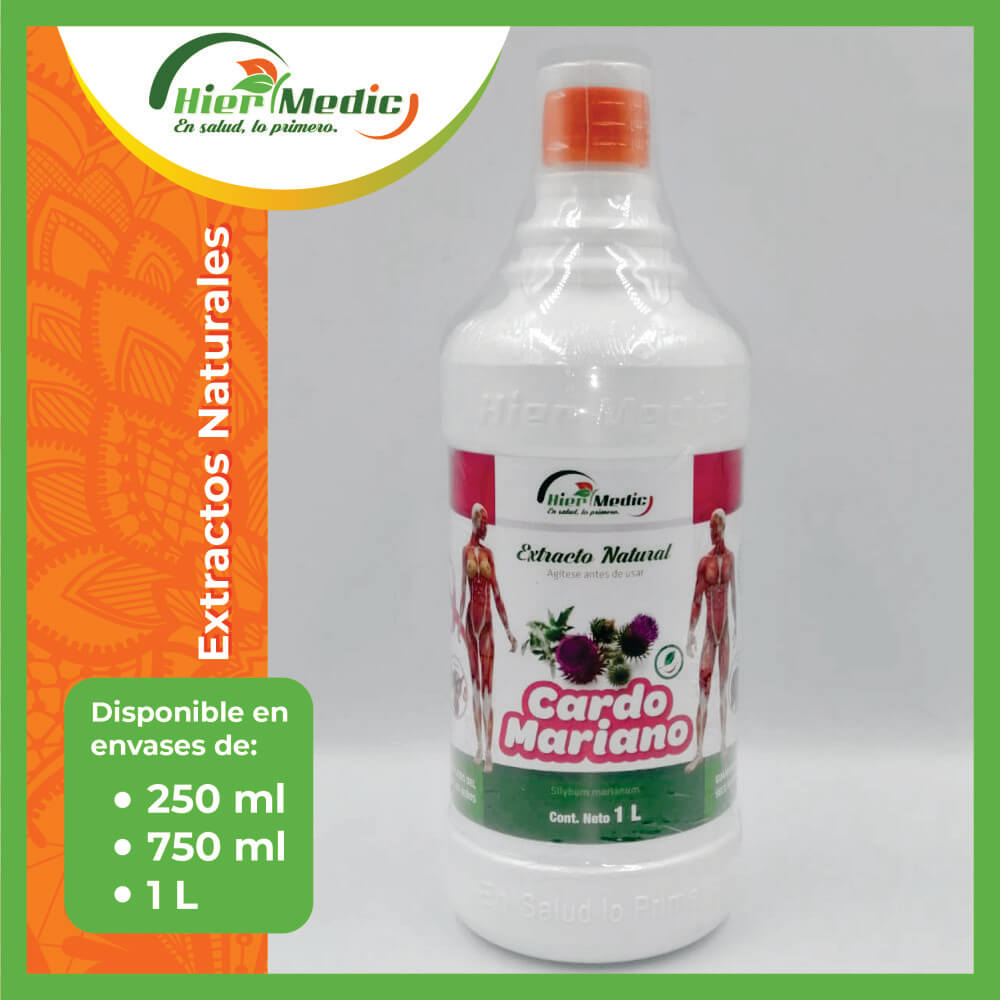 Hier Medic
En salud, lo primero.
Extractos Naturales
Disponible en
envases de:
• 250 ml
• 750 ml
• 1 L
Hier Medic
Hier Medic
En salud, lo primero.
Extracto Natural
Agítese antes de usar
Cardo
Mariano
Silybum marianum
Cont. Neto 1 L
En Salud lo Prim